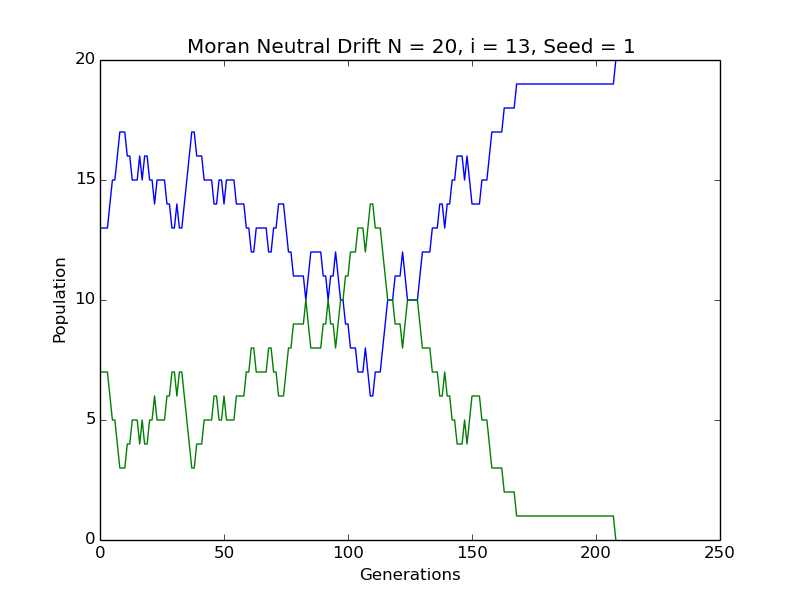 Moran Neutral Drift N = 20, i = 13, Seed = 1
20
15
10
5
0
Population
0 50 100 150 200 250
Generations